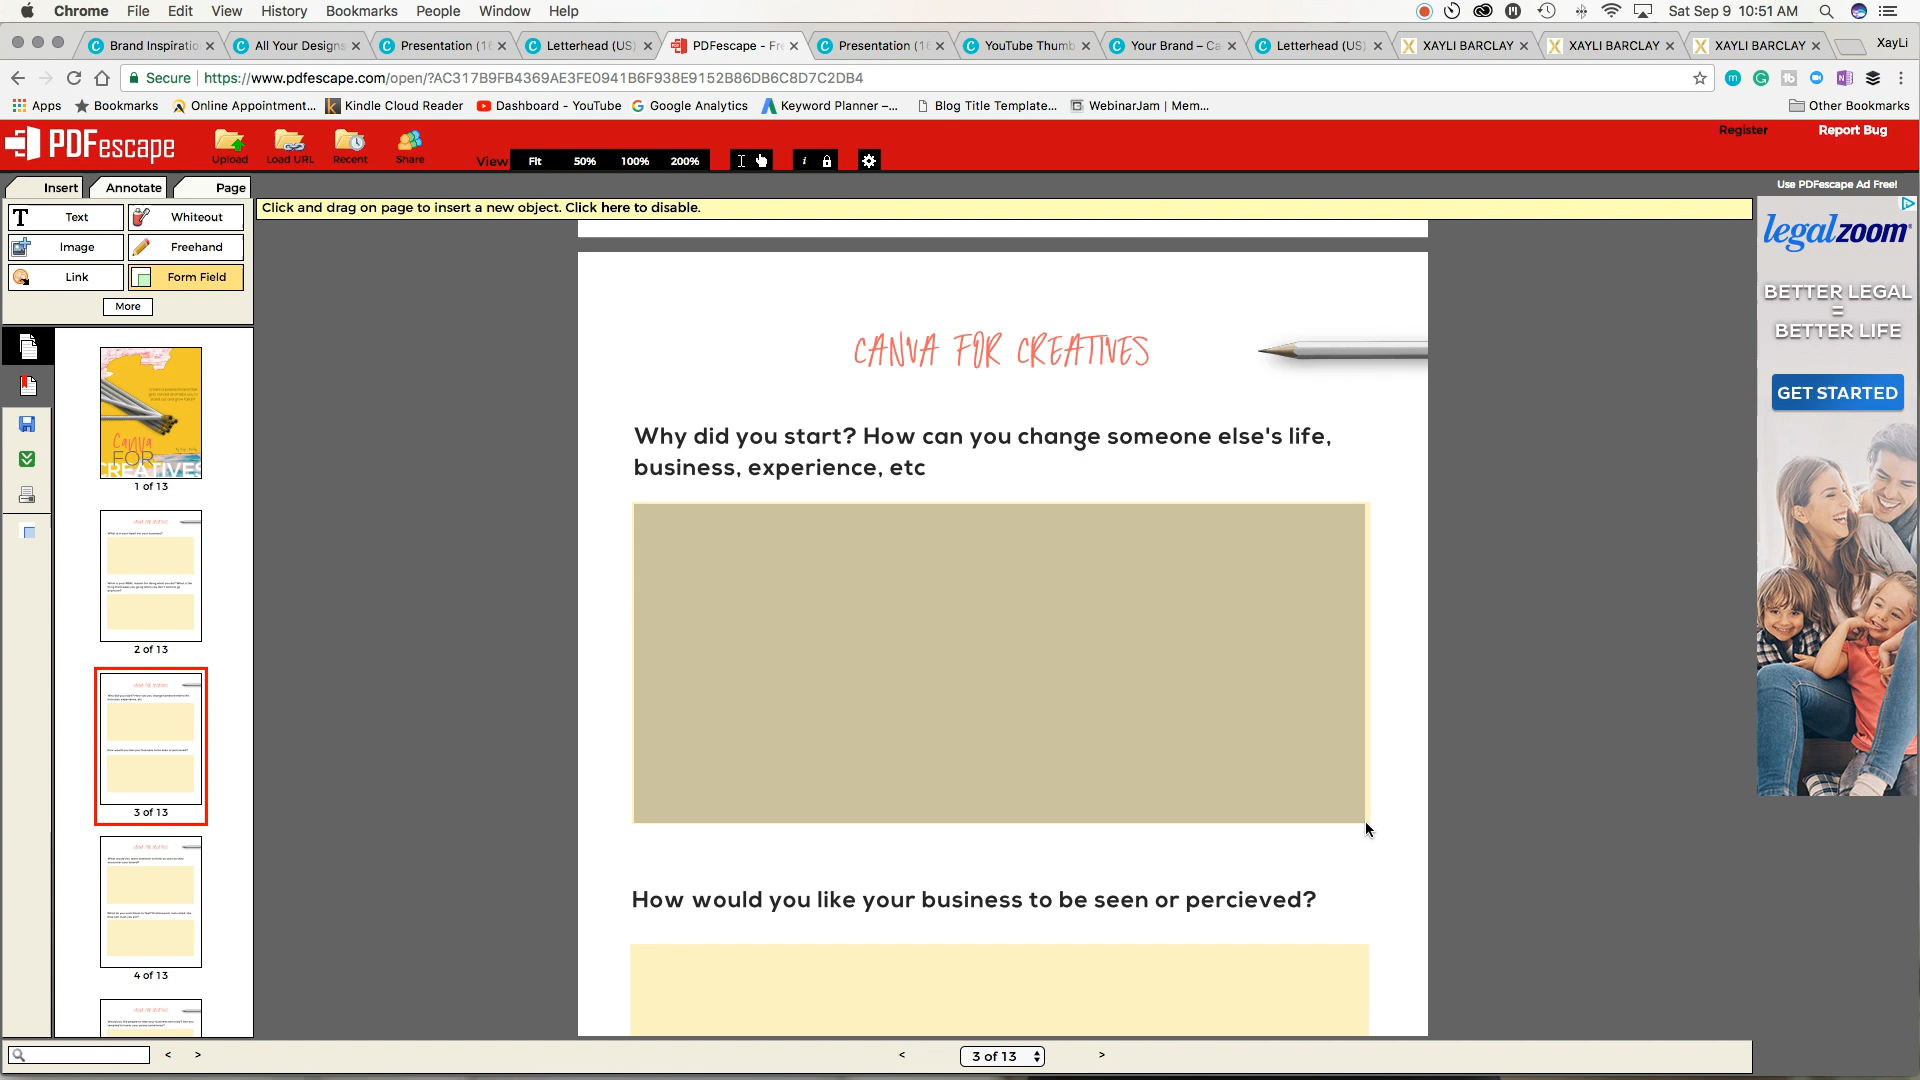 Chrome File Edit View History Bookmarks People Window Help
Sat Sep 9 10:51 AM
Brand Inspiratio
All Your Designs
Presentation (16
Letterhead (US)
PDFescape - Fre
Presentation (16
YouTube Thumb
Your Brand – Ca
Letterhead (US)
XAYLI BARCLAY
XAYLI BARCLAY
XAYLI BARCLAY
XayLi
Secure https://www.pdfescape.com/open/?AC317B9FB4369AE3FE0941B6F938E9152B86DB6C8D7C2DB4
Apps Bookmarks Online Appointment... Kindle Cloud Reader Dashboard - YouTube Google Analytics Keyword Planner –... Blog Title Template... WebinarJam | Mem... Other Bookmarks
PDFescape
Upload Load URL Recent Share
View Fit 50% 100% 200%
Register Report Bug
Insert Annotate Page
Use PDFescape Ad Free!
Click and drag on page to insert a new object. Click here to disable.
Text Whiteout
Image Freehand
Link Form Field
More
Canva
FOR
CREATIVES
1 of 13
2 of 13
3 of 13
4 of 13
CANVA FOR CREATIVES
Why did you start? How can you change someone else's life,
business, experience, etc
How would you like your business to be seen or percieved?
legalzoom
BETTER LEGAL
=
BETTER LIFE
GET STARTED
< > < 3 of 13 >